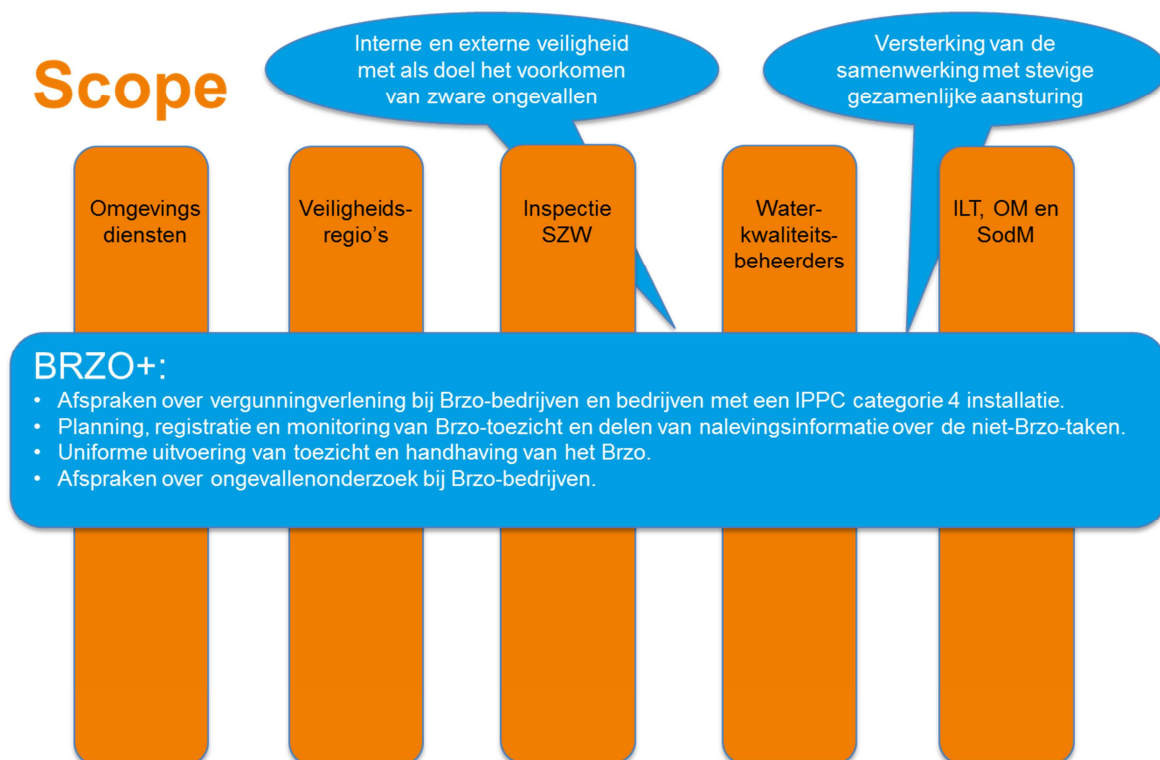 Scope
Interne en externe veiligheid
met als doel het voorkomen
van zware ongevallen
Versterking van de
samenwerking met stevige
gezamenlijke aansturing
Omgevings
diensten
Veiligheids-
regio's
Inspectie
SZW
Water-
kwaliteits-
beheerders
ILT, OM en
SodM
BRZO+:
• Afspraken over vergunningverlening bij Brzo-bedrijven en bedrijven met een IPPC categorie 4 installatie.
• Planning, registratie en monitoring van Brzo-toezicht en delen van nalevingsinformatie over de niet-Brzo-taken.
• Uniforme uitvoering van toezicht en handhaving van het Brzo.
• Afspraken over ongevallenonderzoek bij Brzo-bedrijven.